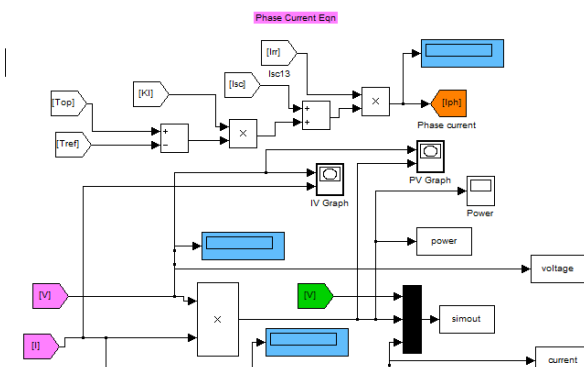 Phase Current Eqn
[Irr]
Isc13
[KI]
[Isc]
[Top]
×
[Iph]
+
+
+
−
×
[Tref]
Phase current
PV Graph
IV Graph
Power
power
voltage
[V]
[V]
×
simout
[I]
current